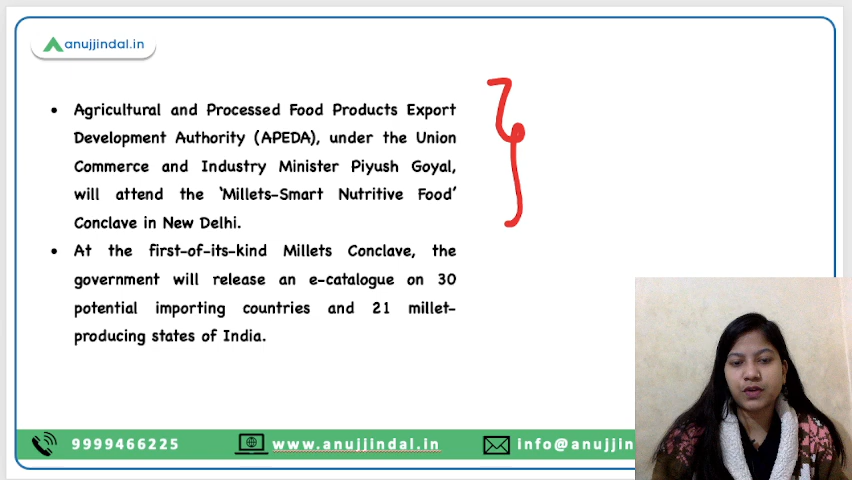 anujjindal.in
• Agricultural and Processed Food Products Export
Development Authority (APEDA), under the Union
Commerce and Industry Minister Piyush Goyal,
will attend the ‘Millets-Smart Nutritive Food’
Conclave in New Delhi.
• At the first-of-its-kind Millets Conclave, the
government will release an e-catalogue on 30
potential importing countries and 21 millet-
producing states of India.
9999466225
www.anujjindal.in
info@anujjin